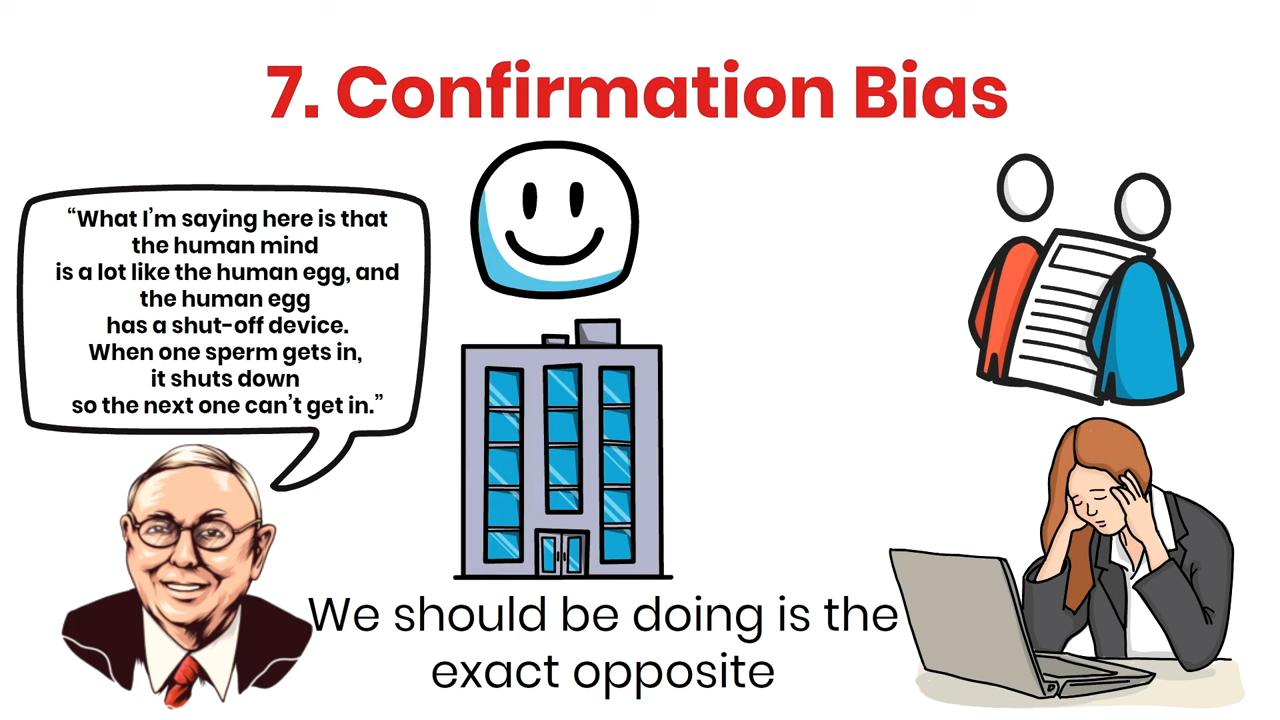 7. Confirmation Bias
“What I’m saying here is that
the human mind
is a lot like the human egg, and
the human egg
has a shut-off device.
When one sperm gets in,
it shuts down
so the next one can’t get in.”
We should be doing is the
exact opposite